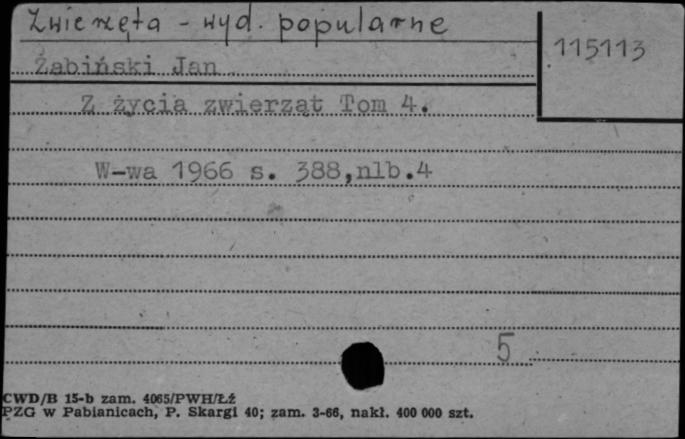 Zwierzęta - wyd. popularne
115113
Żabiński Jan
Z życia zwierząt Tom 4.
W-wa 1966 s. 388,nlb.4
5
CWD/B 15-b zam. 4065/PWH/Łź
PZG w Pabianicach, P. Skargi 40; zam. 3-66, nakł. 400 000 szt.